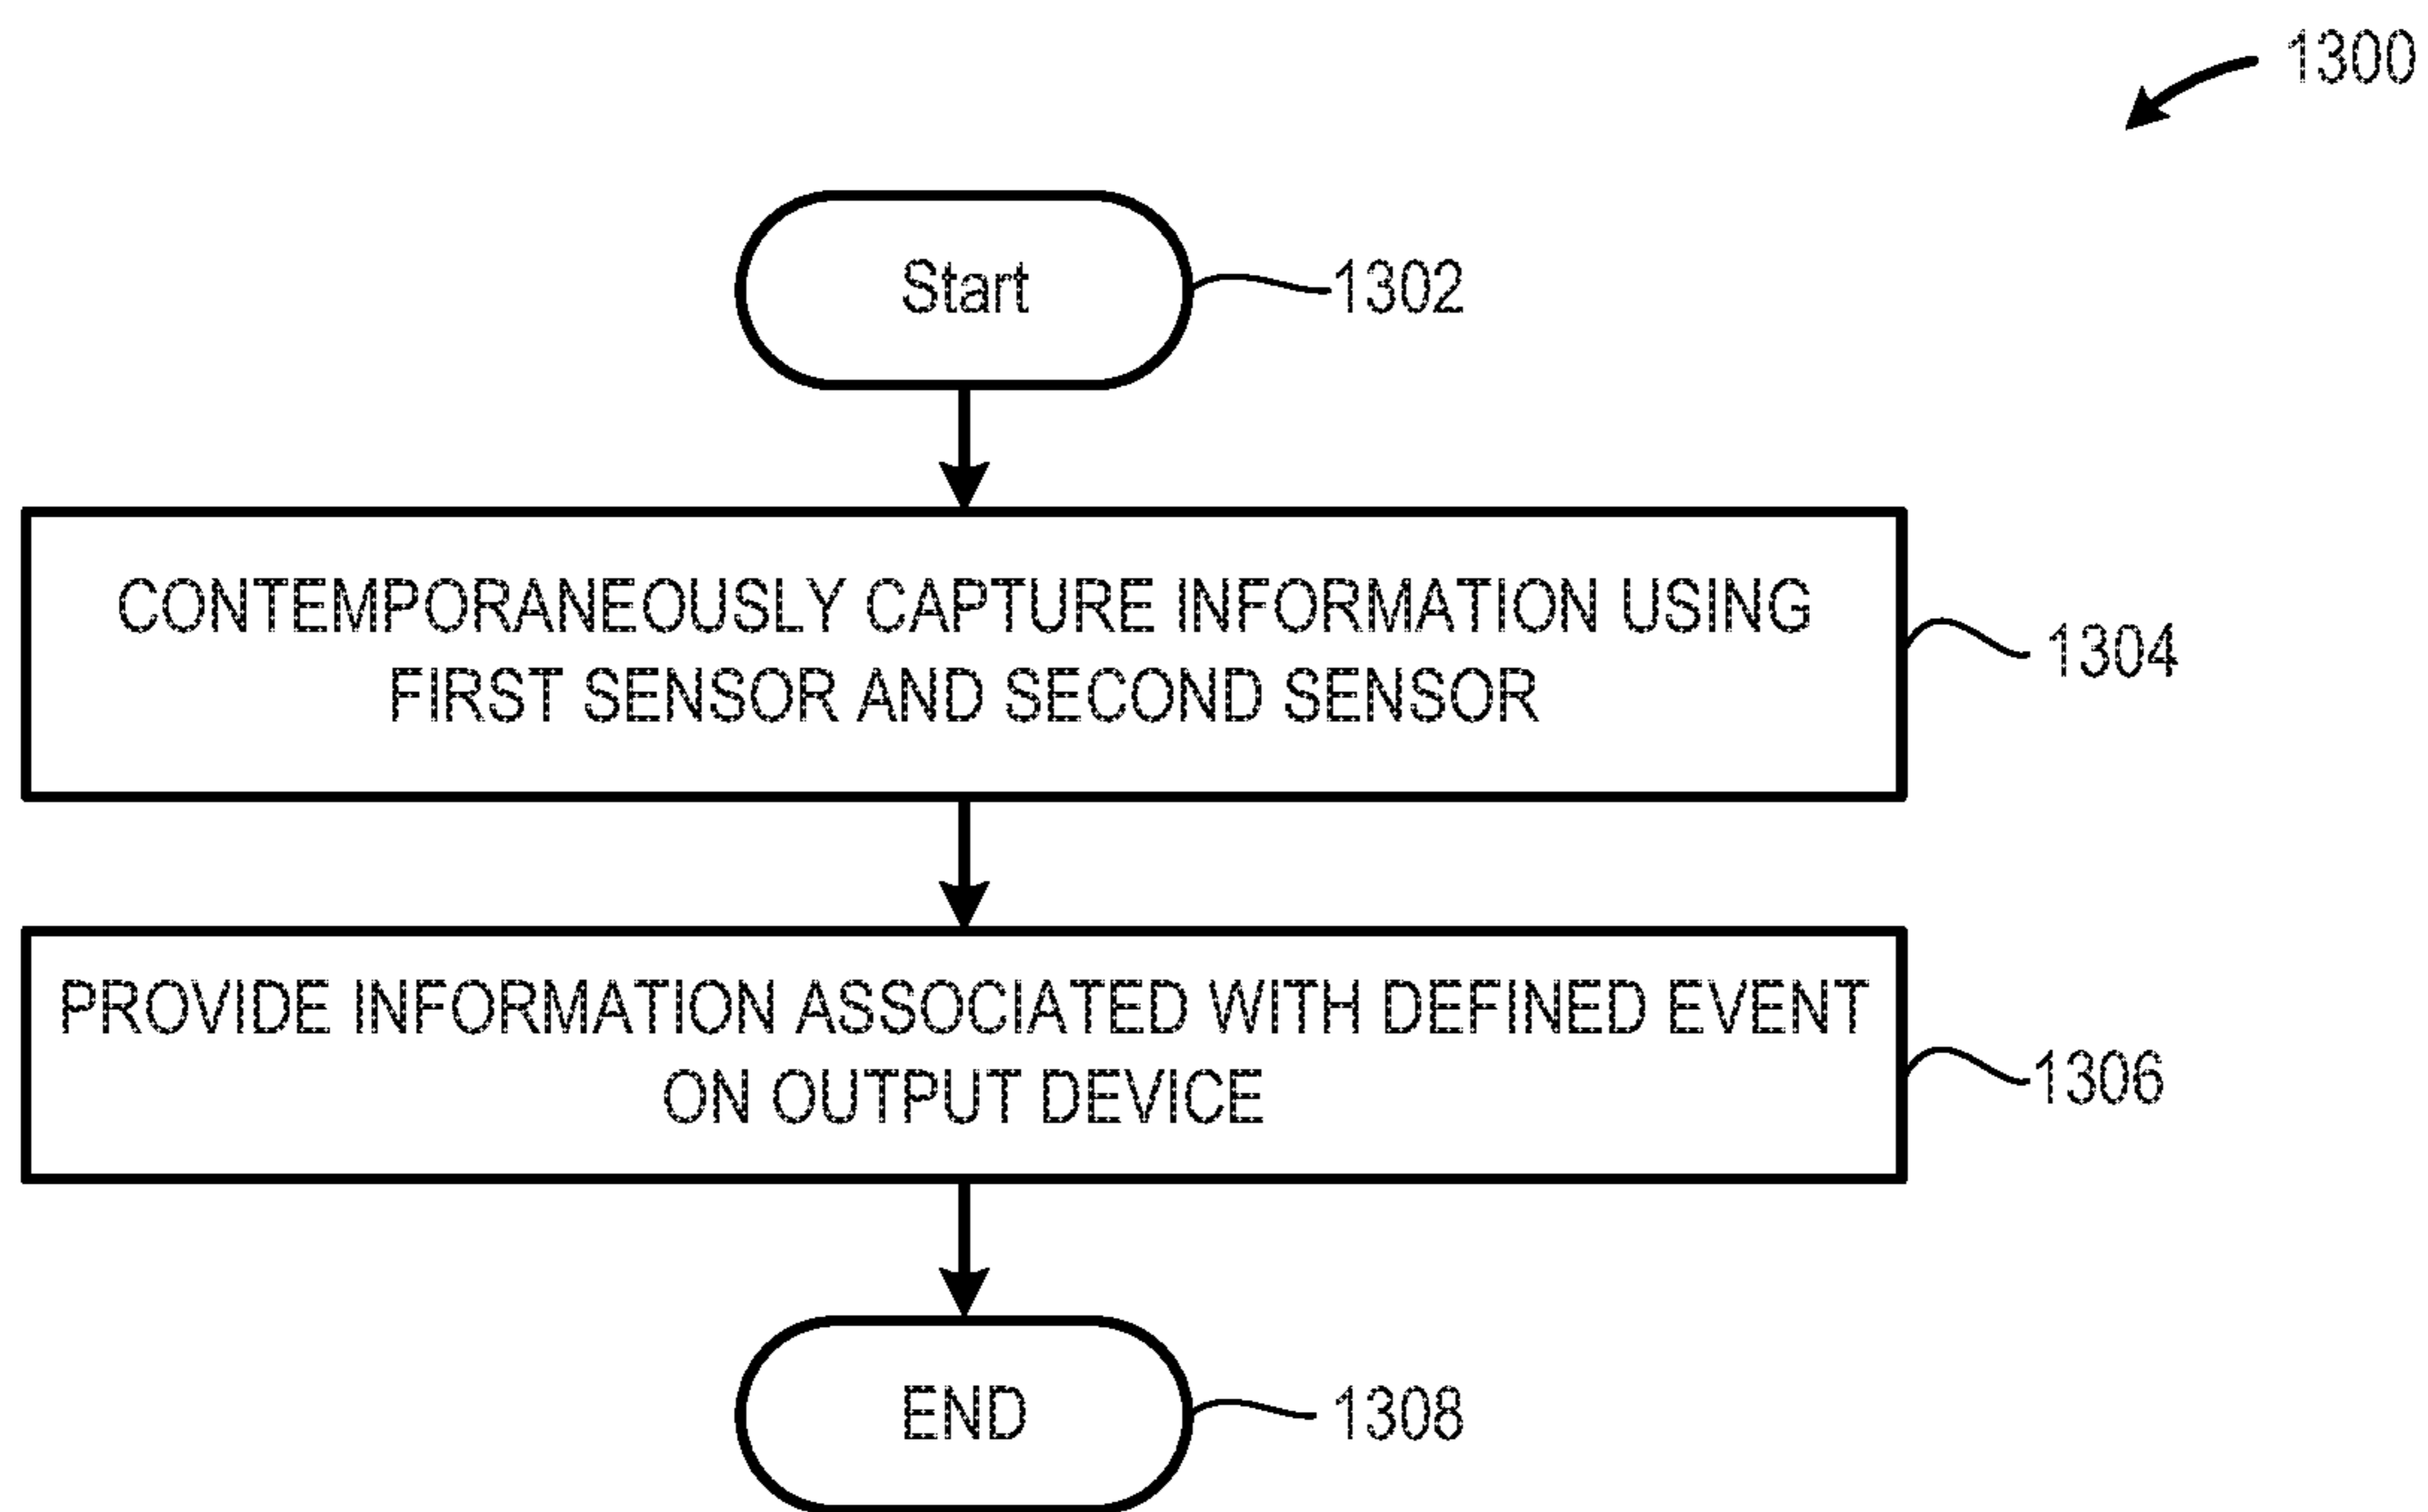 1300
Start
1302
CONTEMPORANEOUSLY CAPTURE INFORMATION USING
FIRST SENSOR AND SECOND SENSOR
1304
PROVIDE INFORMATION ASSOCIATED WITH DEFINED EVENT
ON OUTPUT DEVICE
1306
END
1308